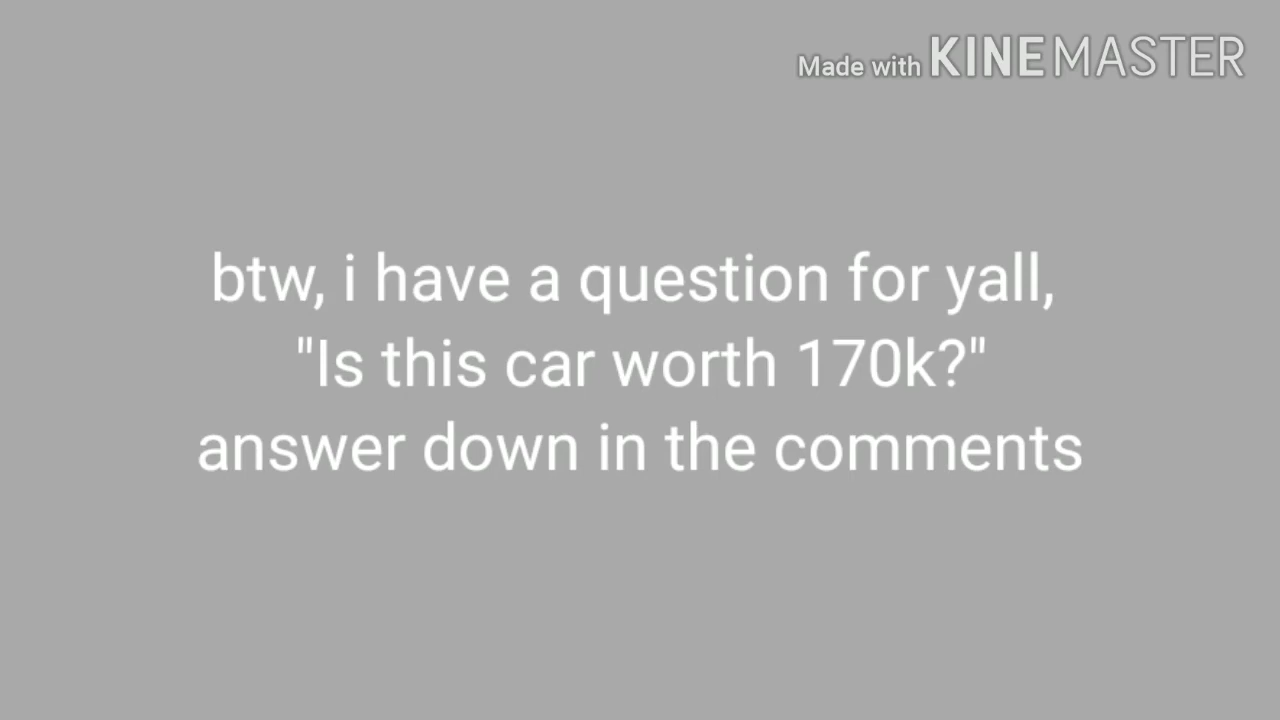 Made with KINEMASTER
btw, i have a question for yall,
"Is this car worth 170k?"
answer down in the comments